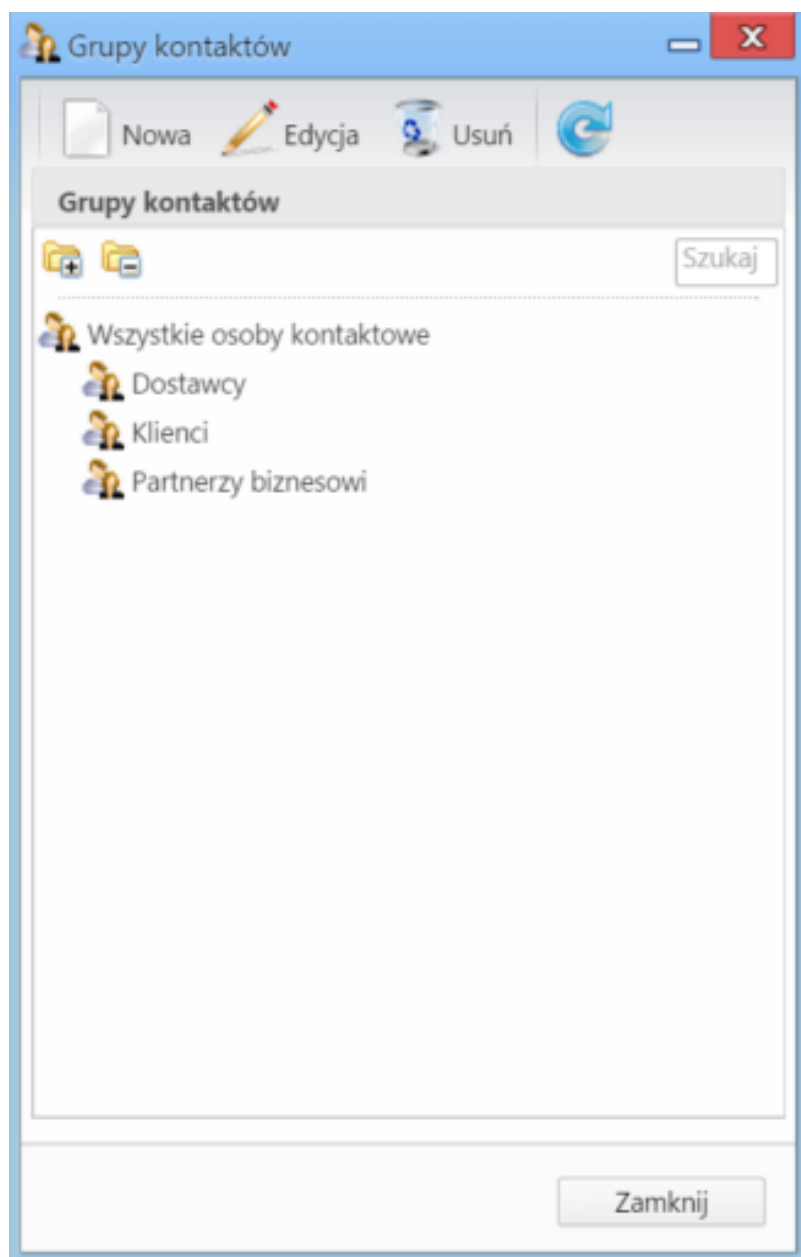 Grupy kontaktów
Nowa Edycja Usuń
Grupy kontaktów
Szukaj
Wszystkie osoby kontaktowe
Dostawcy
Klienci
Partnerzy biznesowi
Zamknij